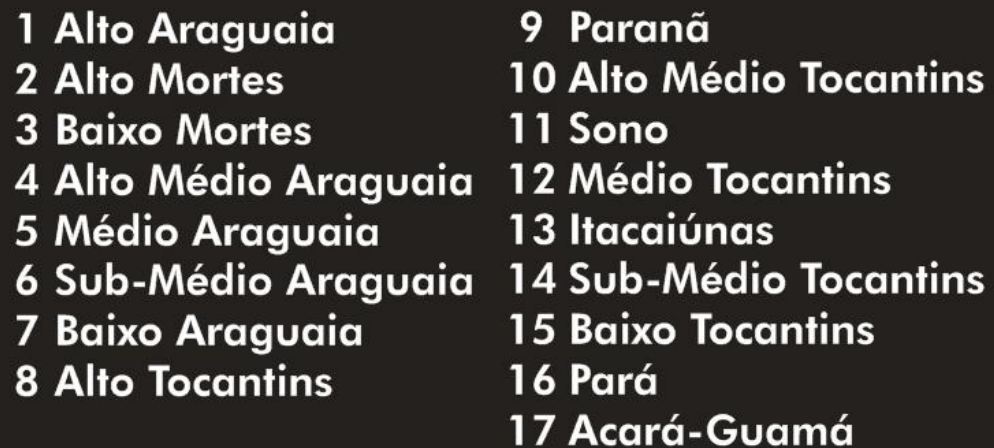 1 Alto Araguaia
2 Alto Mortes
3 Baixo Mortes
4 Alto Médio Araguaia
5 Médio Araguaia
6 Sub-Médio Araguaia
7 Baixo Araguaia
8 Alto Tocantins
9 Paranã
10 Alto Médio Tocantins
11 Sono
12 Médio Tocantins
13 Itacaiúnas
14 Sub-Médio Tocantins
15 Baixo Tocantins
16 Pará
17 Acará-Guamá